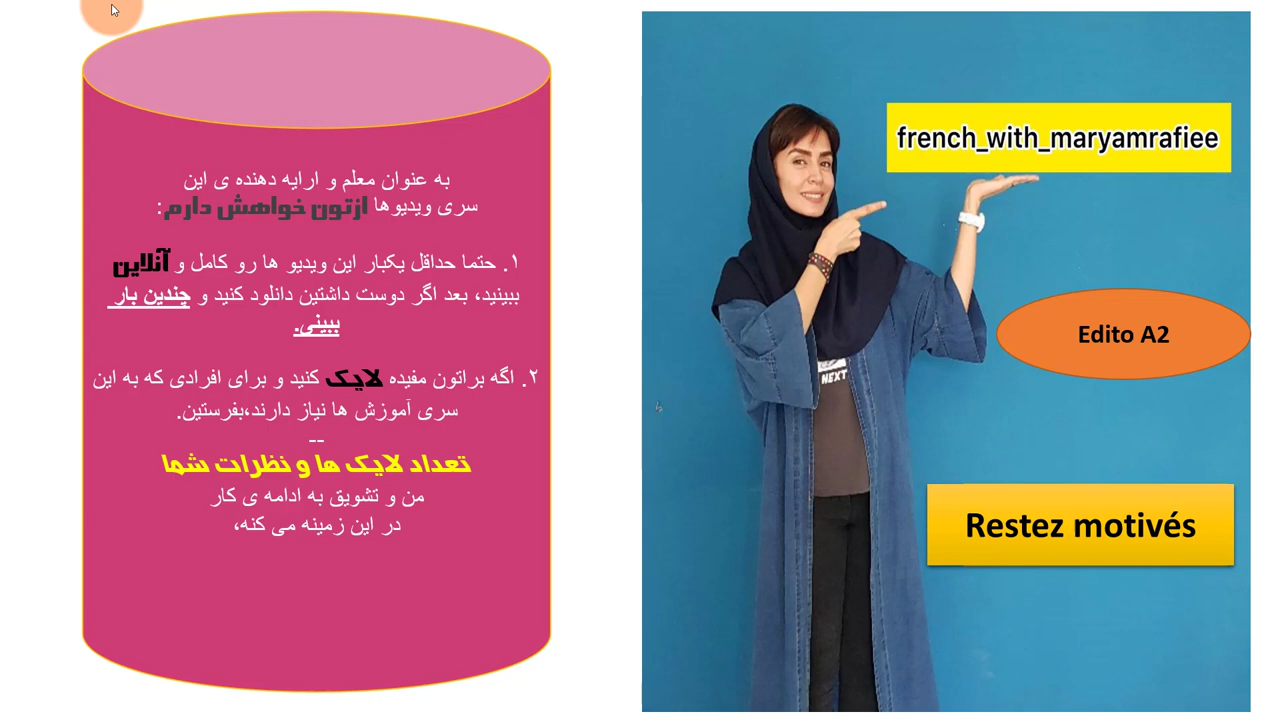 به عنوان معلم و ارایه دهنده ی این
سری ویدیوها ازتون خواهش دارم:
۱. حتما حداقل یکبار این ویدیو ها رو کامل و آنلاین
ببینید، بعد اگر دوست داشتین دانلود کنید و چندین بار
ببینی.
۲. اگه براتون مفیده لایک کنید و برای افرادی که به این
سری آموزش ها نیاز دارند،بفرستین.
--
تعداد لایک ها و نظرات شما
من و تشویق به ادامه ی کار
در این زمینه می کنه،
french_with_maryamrafiee
Edito A2
NEXT
Restez motivés